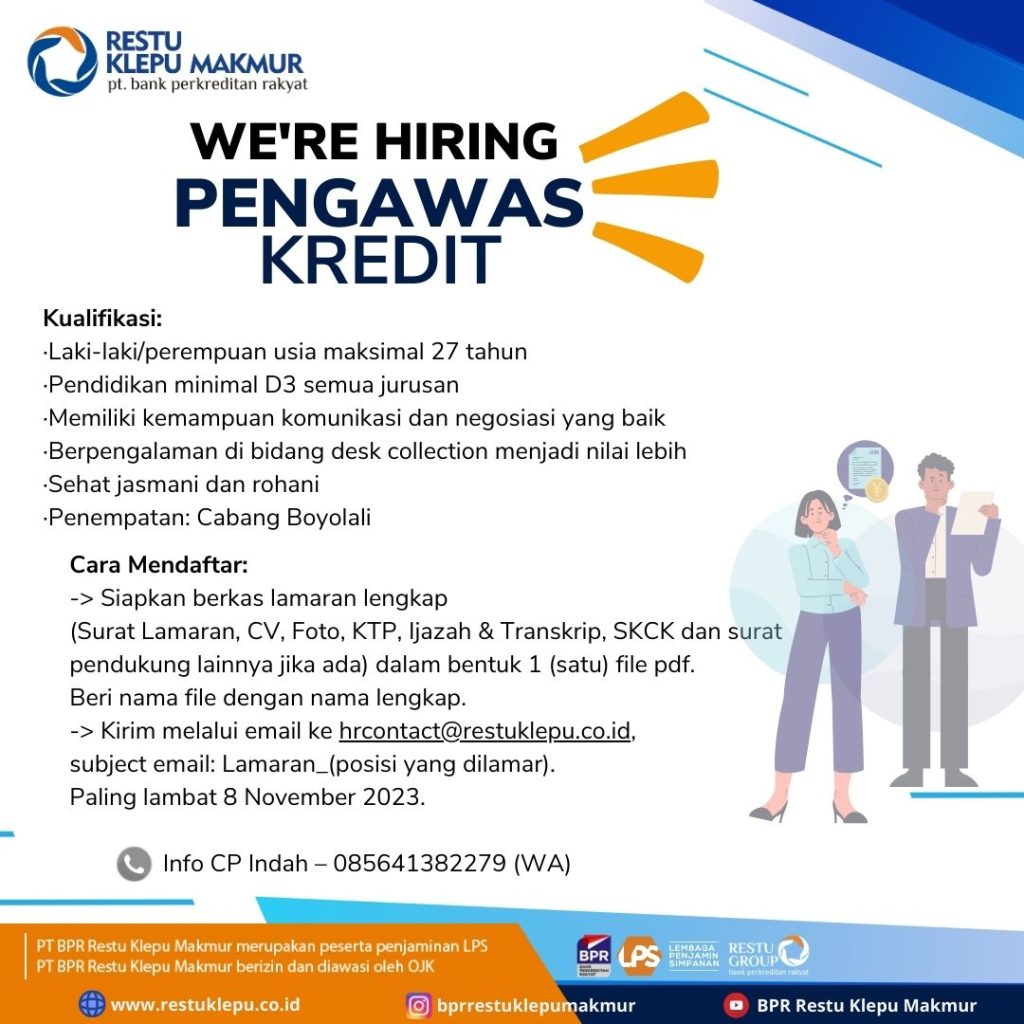 RESTU
KLEPU MAKMUR
pt. bank perkreditan rakyat
WE'RE HIRING
PENGAWAS
KREDIT
Kualifikasi:
·Laki-laki/perempuan usia maksimal 27 tahun
·Pendidikan minimal D3 semua jurusan
·Memiliki kemampuan komunikasi dan negosiasi yang baik
·Berpengalaman di bidang desk collection menjadi nilai lebih
·Sehat jasmani dan rohani
·Penempatan: Cabang Boyolali
Cara Mendaftar:
-> Siapkan berkas lamaran lengkap
(Surat Lamaran, CV, Foto, KTP, Ijazah & Transkrip, SKCK dan surat
pendukung lainnya jika ada) dalam bentuk 1 (satu) file pdf.
Beri nama file dengan nama lengkap.
-> Kirim melalui email ke hrcontact@restuklepu.co.id,
subject email: Lamaran_(posisi yang dilamar).
Paling lambat 8 November 2023.
Info CP Indah – 085641382279 (WA)
PT BPR Restu Klepu Makmur merupakan peserta penjaminan LPS
PT BPR Restu Klepu Makmur berizin dan diawasi oleh OJK
BPR
BANK
PERKREDITAN
RAKYAT
LPS
LEMBAGA
PENJAMIN
SIMPANAN
RESTU
GROUP
bank perkreditan rakyat
www.restuklepu.co.id
bprrestuklepumakmur
BPR Restu Klepu Makmur